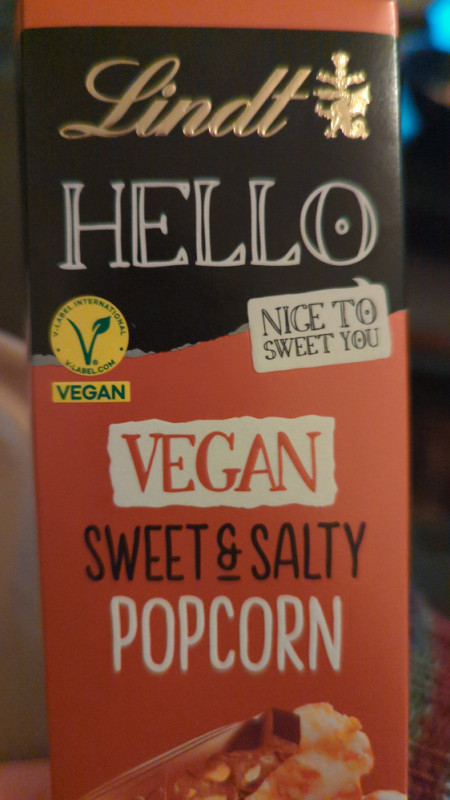 Lindt
HELLO
NICE TO
SWEET YOU
V-LABEL INTERNATIONAL
V-LABEL.COM
VEGAN
VEGAN
SWEET & SALTY
POPCORN